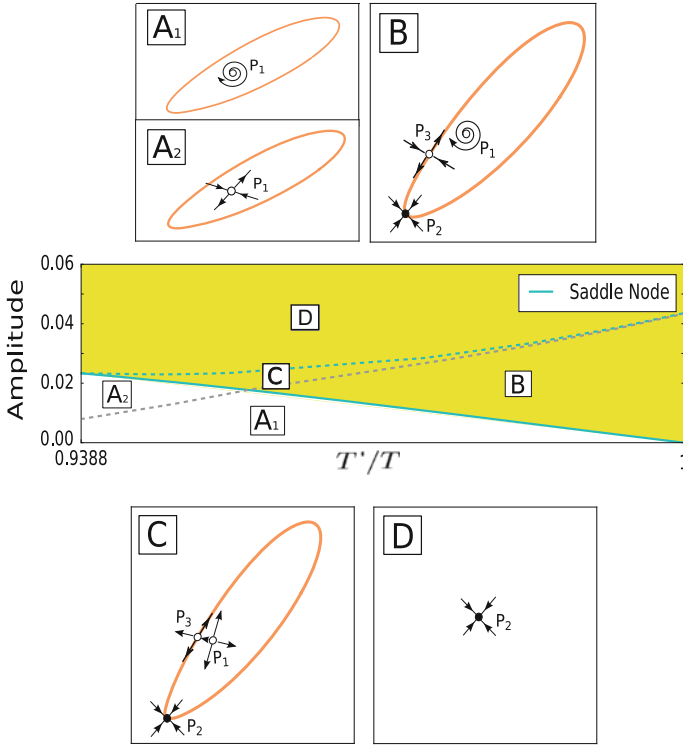 A1
P1
A2
P1
B
P3
P1
P2
Amplitude
0.06
0.04
0.02
0.00
Saddle Node
D
C
B
A2
A1
0.9388
T'/T
1
C
P3
P1
P2
D
P2